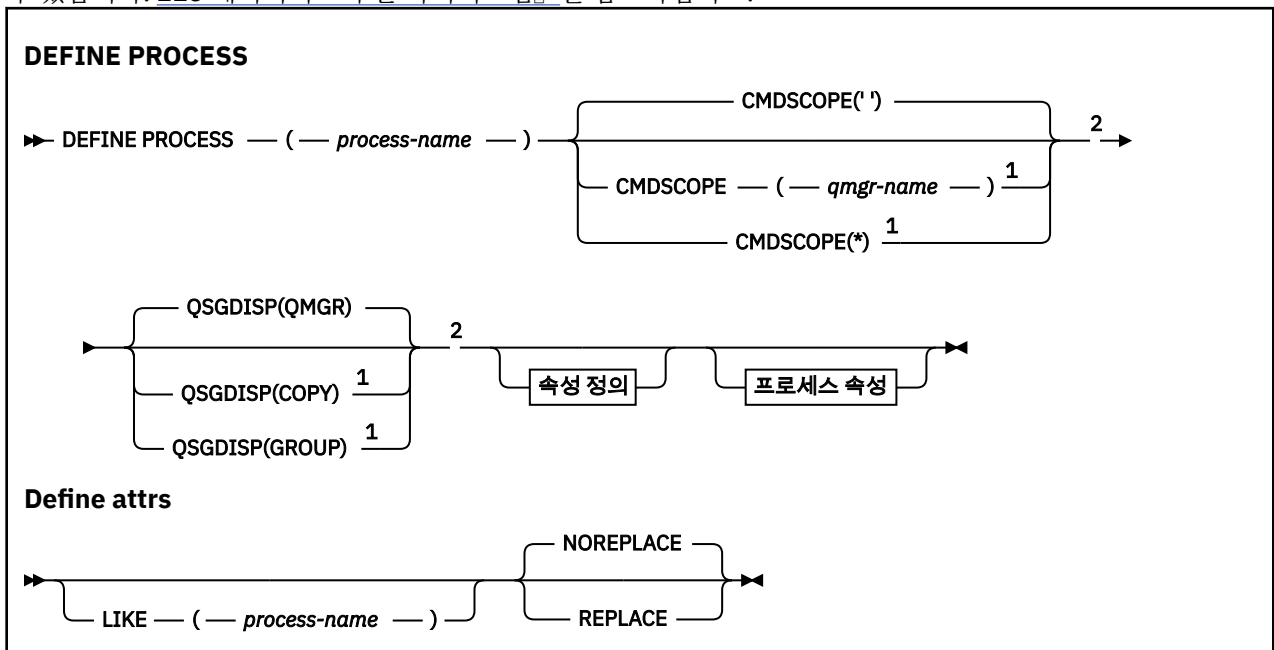 DEFINE PROCESS
CMDSCOPE(' ')
DEFINE PROCESS ( process-name ) 2
CMDSCOPE ( qmgr-name ) 1
CMDSCOPE(*) 1
QSGDISP(QMGR)
2
QSGDISP(COPY) 1 속성 정의 프로세스 속성
QSGDISP(GROUP) 1
Define attrs
NOREPLACE
LIKE ( process-name ) REPLACE